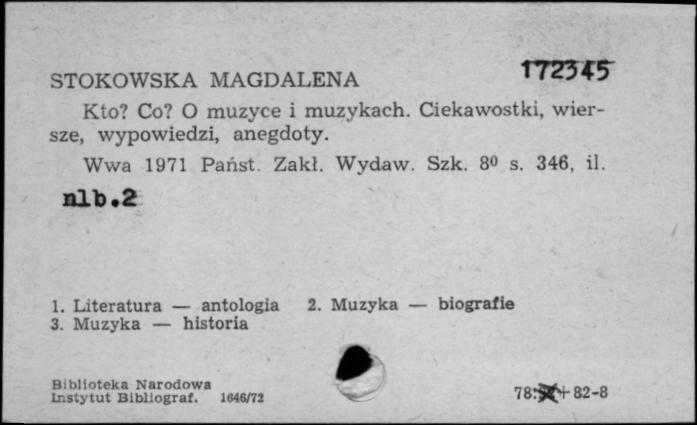 172345
STOKOWSKA MAGDALENA
Kto? Co? O muzyce i muzykach. Ciekawostki, wier-
sze, wypowiedzi, anegdoty.
Wwa 1971 Państ. Zakł. Wydaw. Szk. 8⁰ s. 346, il.
nlb.2
1. Literatura — antologia 2. Muzyka — biografie
3. Muzyka — historia
Biblioteka Narodowa
Instytut Bibliograf. 1646/72
78: + 82-8